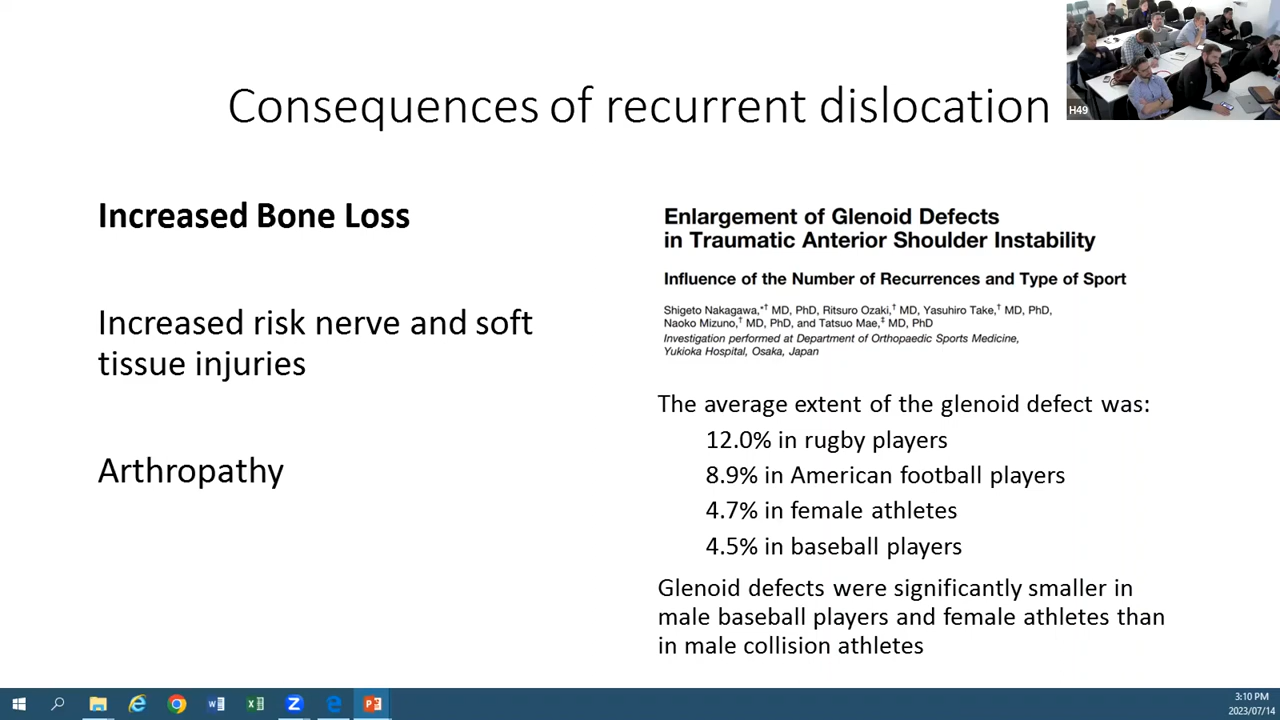 Consequences of recurrent dislocation
H49
Increased Bone Loss
Increased risk nerve and soft
tissue injuries
Arthropathy
Enlargement of Glenoid Defects
in Traumatic Anterior Shoulder Instability
Influence of the Number of Recurrences and Type of Sport
Shigeto Nakagawa,*† MD, PhD, Ritsuro Ozaki,† MD, Yasuhiro Take,† MD, PhD,
Naoko Mizuno,† MD, PhD, and Tatsuo Mae,‡ MD, PhD
Investigation performed at Department of Orthopaedic Sports Medicine,
Yukioka Hospital, Osaka, Japan
The average extent of the glenoid defect was:
12.0% in rugby players
8.9% in American football players
4.7% in female athletes
4.5% in baseball players
Glenoid defects were significantly smaller in
male baseball players and female athletes than
in male collision athletes
3:10 PM
2023/07/14